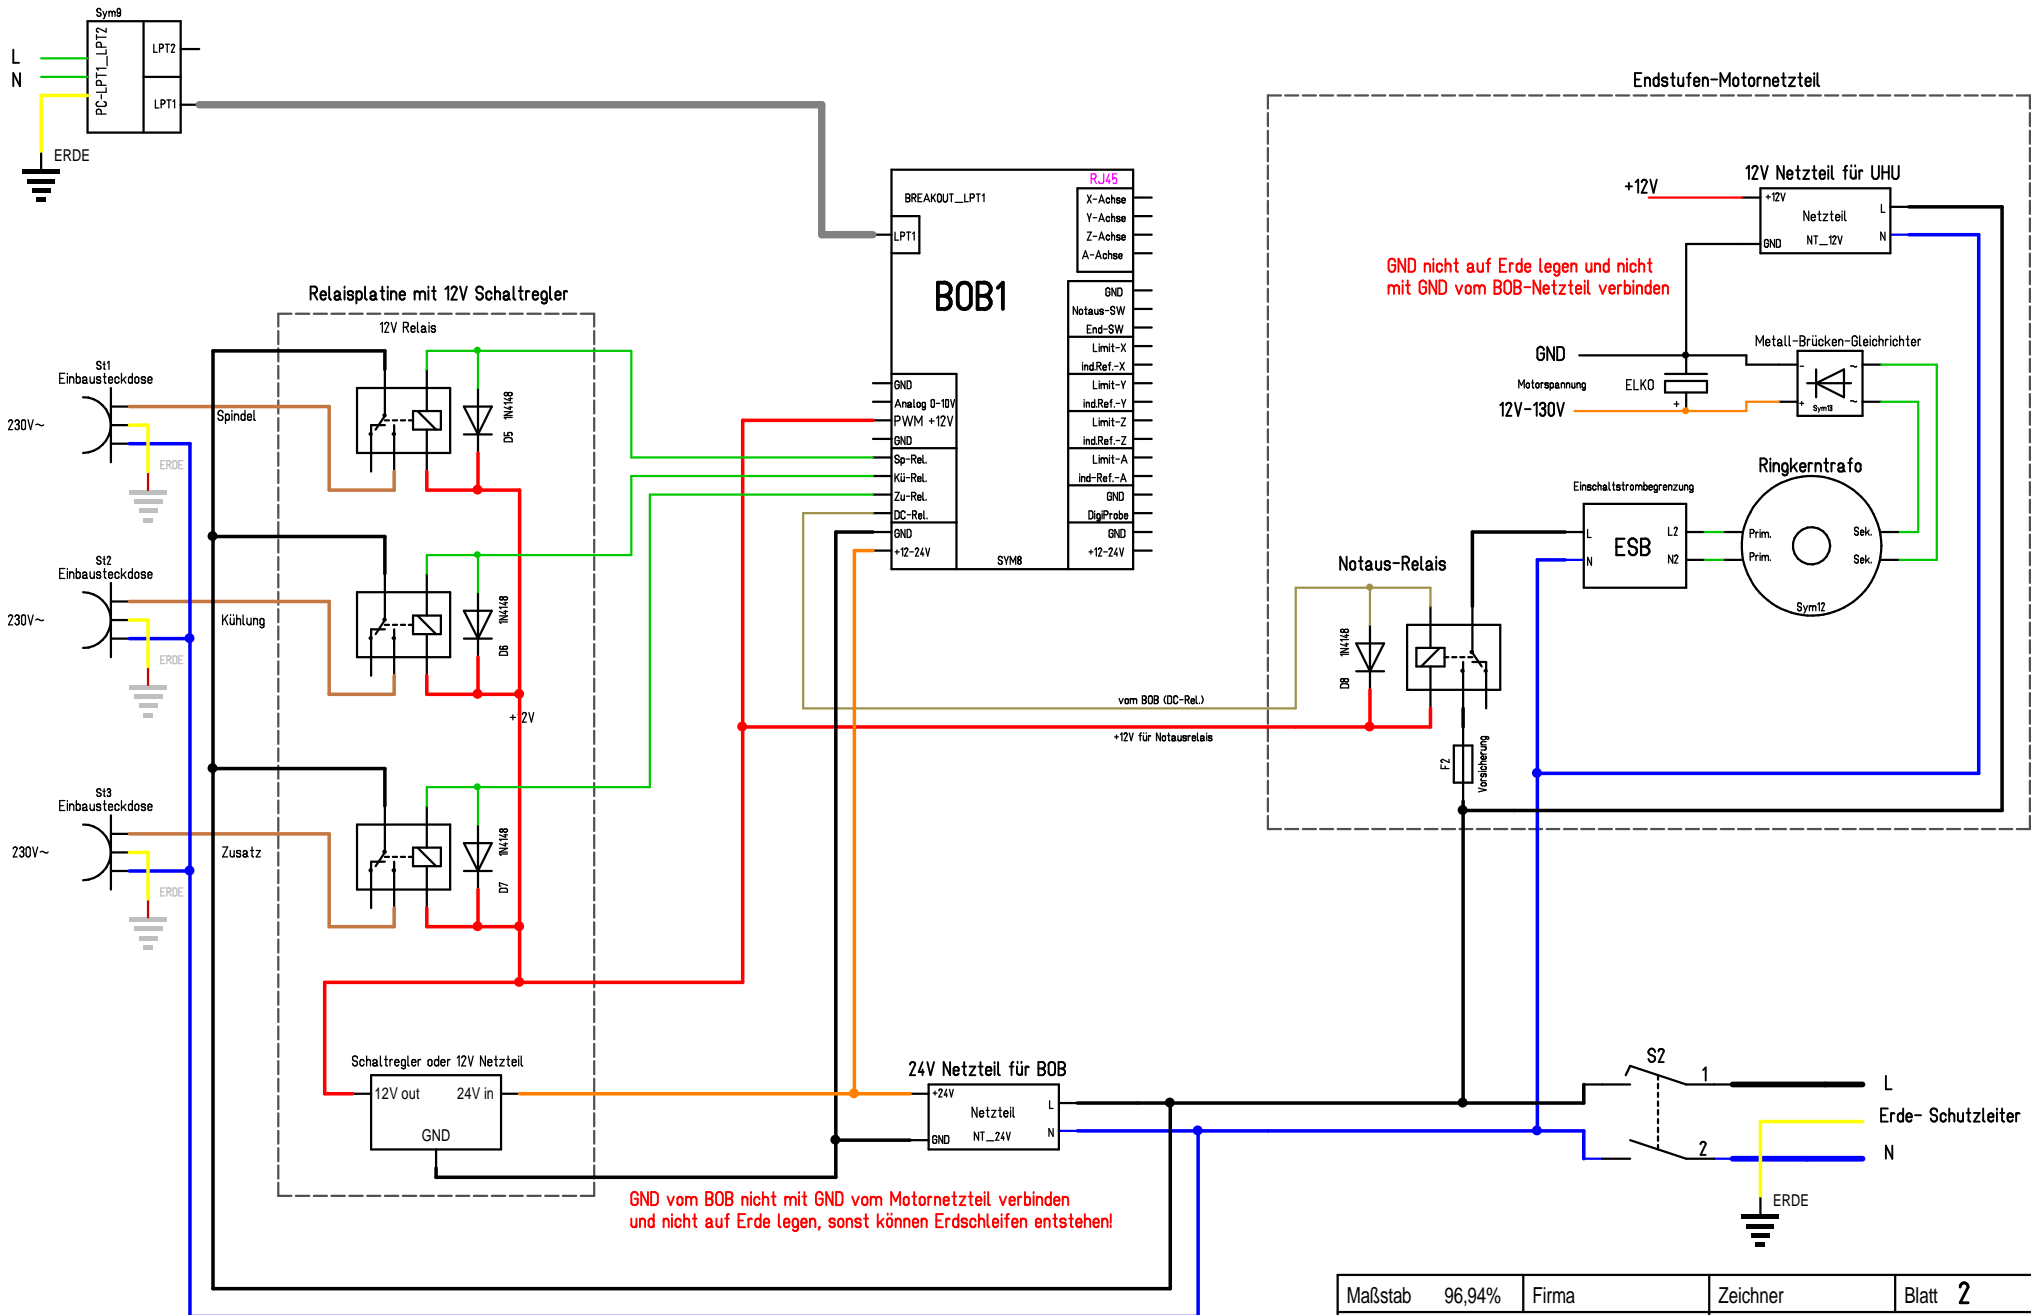 Sym9
L
N
PC-LPT1_LPT2
LPT2
LPT1
ERDE
Endstufen-Motornetzteil
12V Netzteil für UHU
+12V
+12V
Netzteil
NT_12V
GND
L
N
GND nicht auf Erde legen und nicht
mit GND vom BOB-Netzteil verbinden
BREAKOUT_LPT1
RJ45
X-Achse
Y-Achse
Z-Achse
A-Achse
LPT1
BOB1
GND
Notaus-SW
End-SW
Limit-X
ind.Ref.-X
Limit-Y
ind.Ref.-Y
Limit-Z
ind.Ref.-Z
Limit-A
ind-Ref.-A
GND
DigiProbe
GND
+12-24V
GND
Analog 0-10V
PWM +12V
GND
Sp-Rel.
Kü-Rel.
Zu-Rel.
DC-Rel.
GND
+12-24V
SYM8
Relaisplatine mit 12V Schaltregler
12V Relais
St1
Einbausteckdose
230V~
ERDE
Spindel
1N4148
D5
St2
Einbausteckdose
230V~
ERDE
Kühlung
1N4148
D6
+12V
St3
Einbausteckdose
230V~
ERDE
Zusatz
1N4148
D7
GND
Motorspannung
12V-130V
ELKO
+
Metall-Brücken-Gleichrichter
-
~
+
~
Sym13
Ringkerntrafo
Einschaltstrombegrenzung
L
N
ESB
L2
N2
Prim.
Prim.
Sek.
Sek.
Sym12
Notaus-Relais
1N4148
D8
vom BOB (DC-Rel.)
+12V für Notausrelais
F2
Vorsicherung
Schaltregler oder 12V Netzteil
12V out
24V in
GND
24V Netzteil für BOB
+24V
Netzteil
NT_24V
GND
L
N
S2
1
2
L
Erde- Schutzleiter
N
ERDE
GND vom BOB nicht mit GND vom Motornetzteil verbinden
und nicht auf Erde legen, sonst können Erdschleifen entstehen!
Maßstab 96,94% Firma Zeichner Blatt 2